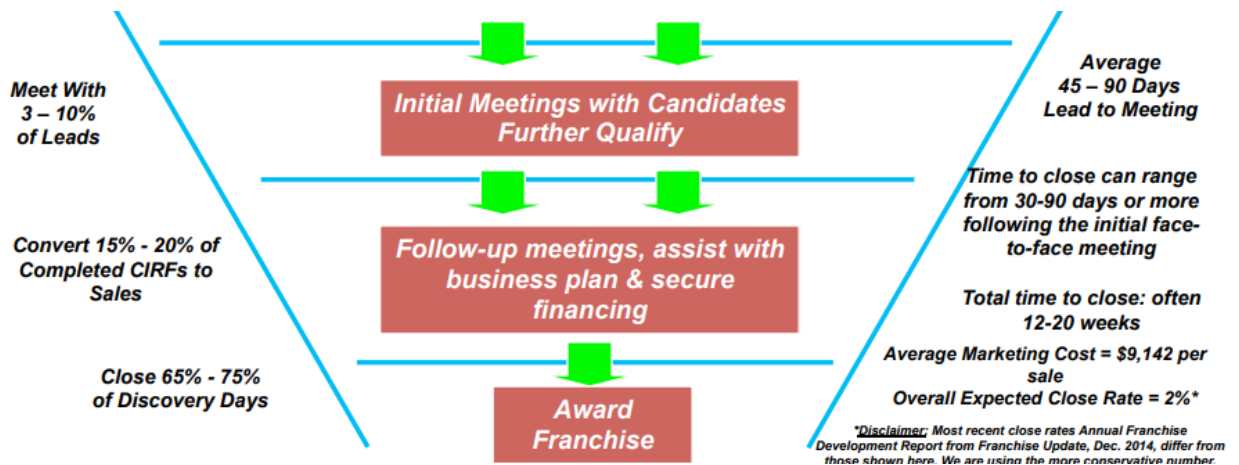 Meet With
3 – 10%
of Leads
Initial Meetings with Candidates
Further Qualify
Average
45 – 90 Days
Lead to Meeting
Convert 15% - 20% of
Completed CIRFs to
Sales
Follow-up meetings, assist with
business plan & secure
financing
Time to close can range
from 30-90 days or more
following the initial face-
to-face meeting
Total time to close: often
12-20 weeks
Close 65% - 75%
of Discovery Days
Award
Franchise
Average Marketing Cost = $9,142 per
sale
Overall Expected Close Rate = 2%*
*Disclaimer: Most recent close rates Annual Franchise
Development Report from Franchise Update, Dec. 2014, differ from
those shown here. We are using the more conservative number.